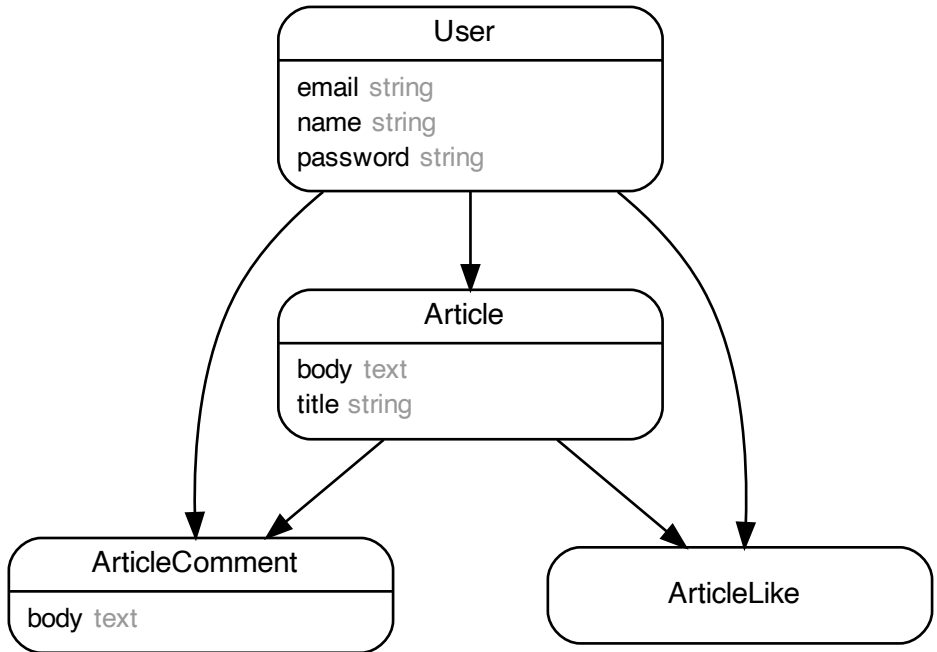 User
email string
name string
password string
Article
body text
title string
ArticleComment
body text
ArticleLike